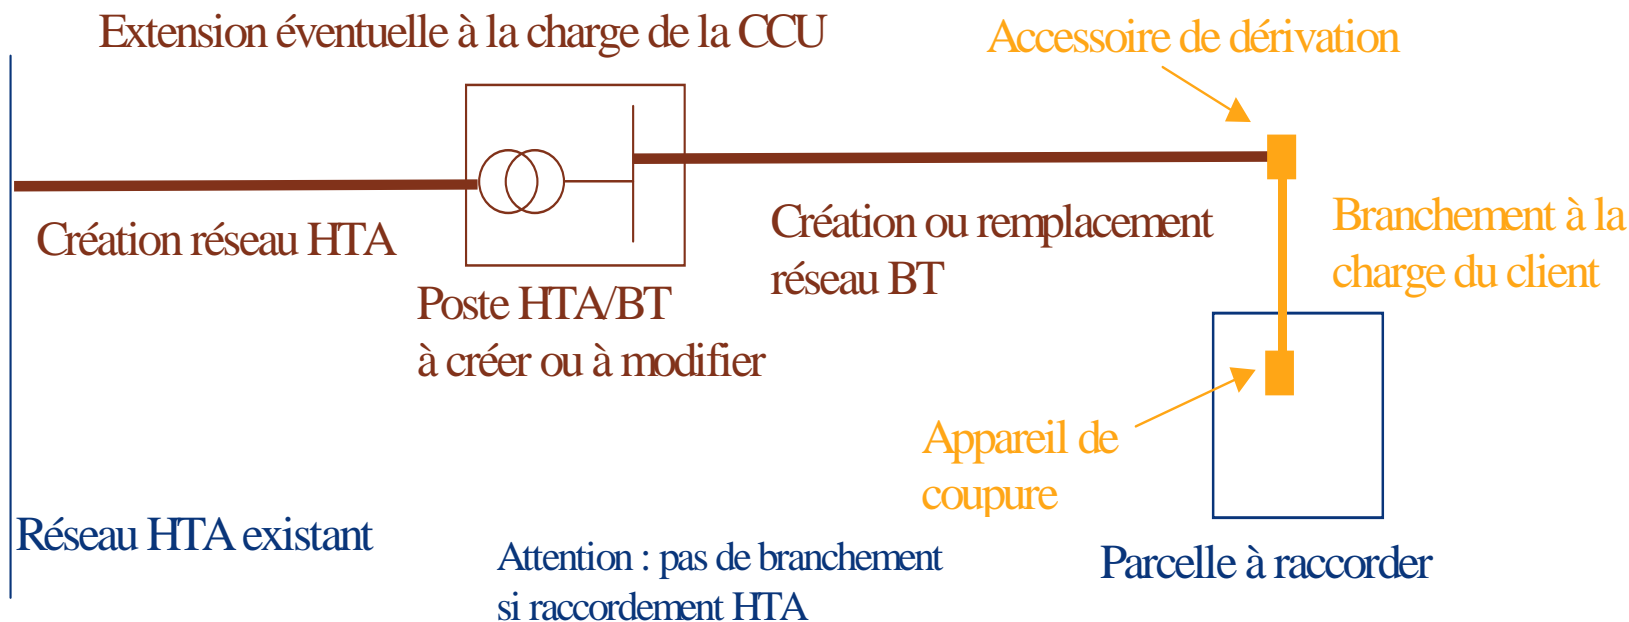 Extension éventuelle à la charge de la CCU
Accessoire de dérivation
Création réseau HTA
Poste HTA/BT
à créer ou à modifier
Création ou remplacement
réseau BT
Branchement à la
charge du client
Appareil de
coupure
Réseau HTA existant
Attention : pas de branchement
si raccordement HTA
Parcelle à raccorder